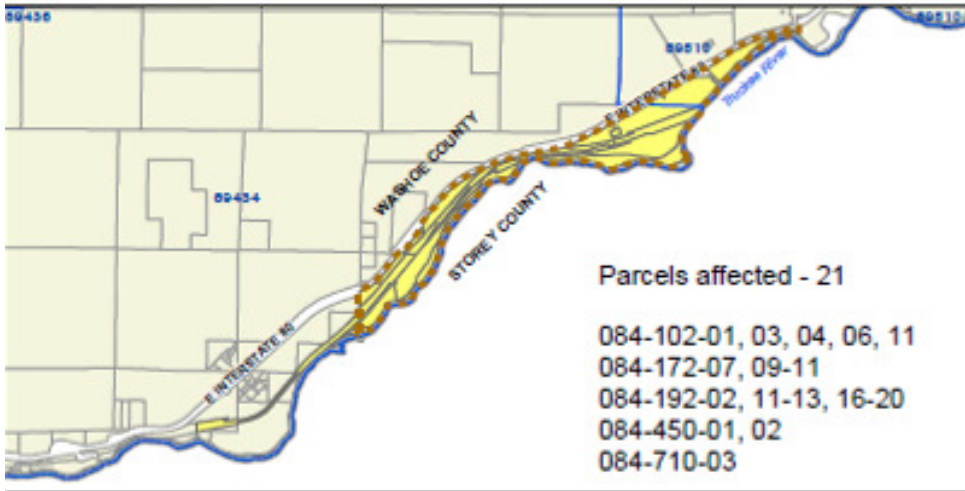 89436
89510
89510
E INTERSTATE 80
Truckee River
WASHOE COUNTY
89434
STOREY COUNTY
Parcels affected - 21
084-102-01, 03, 04, 06, 11
084-172-07, 09-11
084-192-02, 11-13, 16-20
084-450-01, 02
084-710-03
E INTERSTATE 80